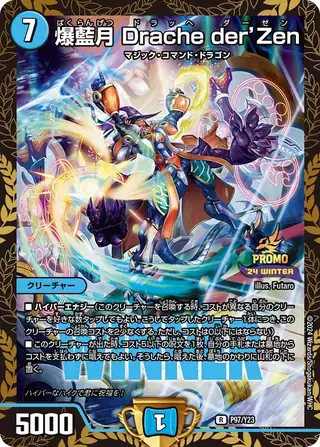 7
ばくらんげつ ドラッヘ ダーゼン
爆藍月 Drache der'Zen
マジック・コマンド・ドラゴン
PROMO
'24 WINTER
illus. Futaro
クリーチャー
■ハイパーエナジー(このクリーチャーを召喚する時、コストが異なる自分のクリー
チャーを好きな数タップしてもよい。そうしてタップしたクリーチャー1体につき、この
クリーチャーの召喚コストを2少なくする。ただし、コストは0以下にはならない)
■このクリーチャーが出た時、コスト5以下の呪文を1枚、自分の手札または墓地から
コストを支払わずに唱えてもよい。そうしたら、唱えた後、墓地のかわりに山札の下に
置く。
WINNER
ハイパーなハイクで君に祝福を!
5000
R P97/Y23